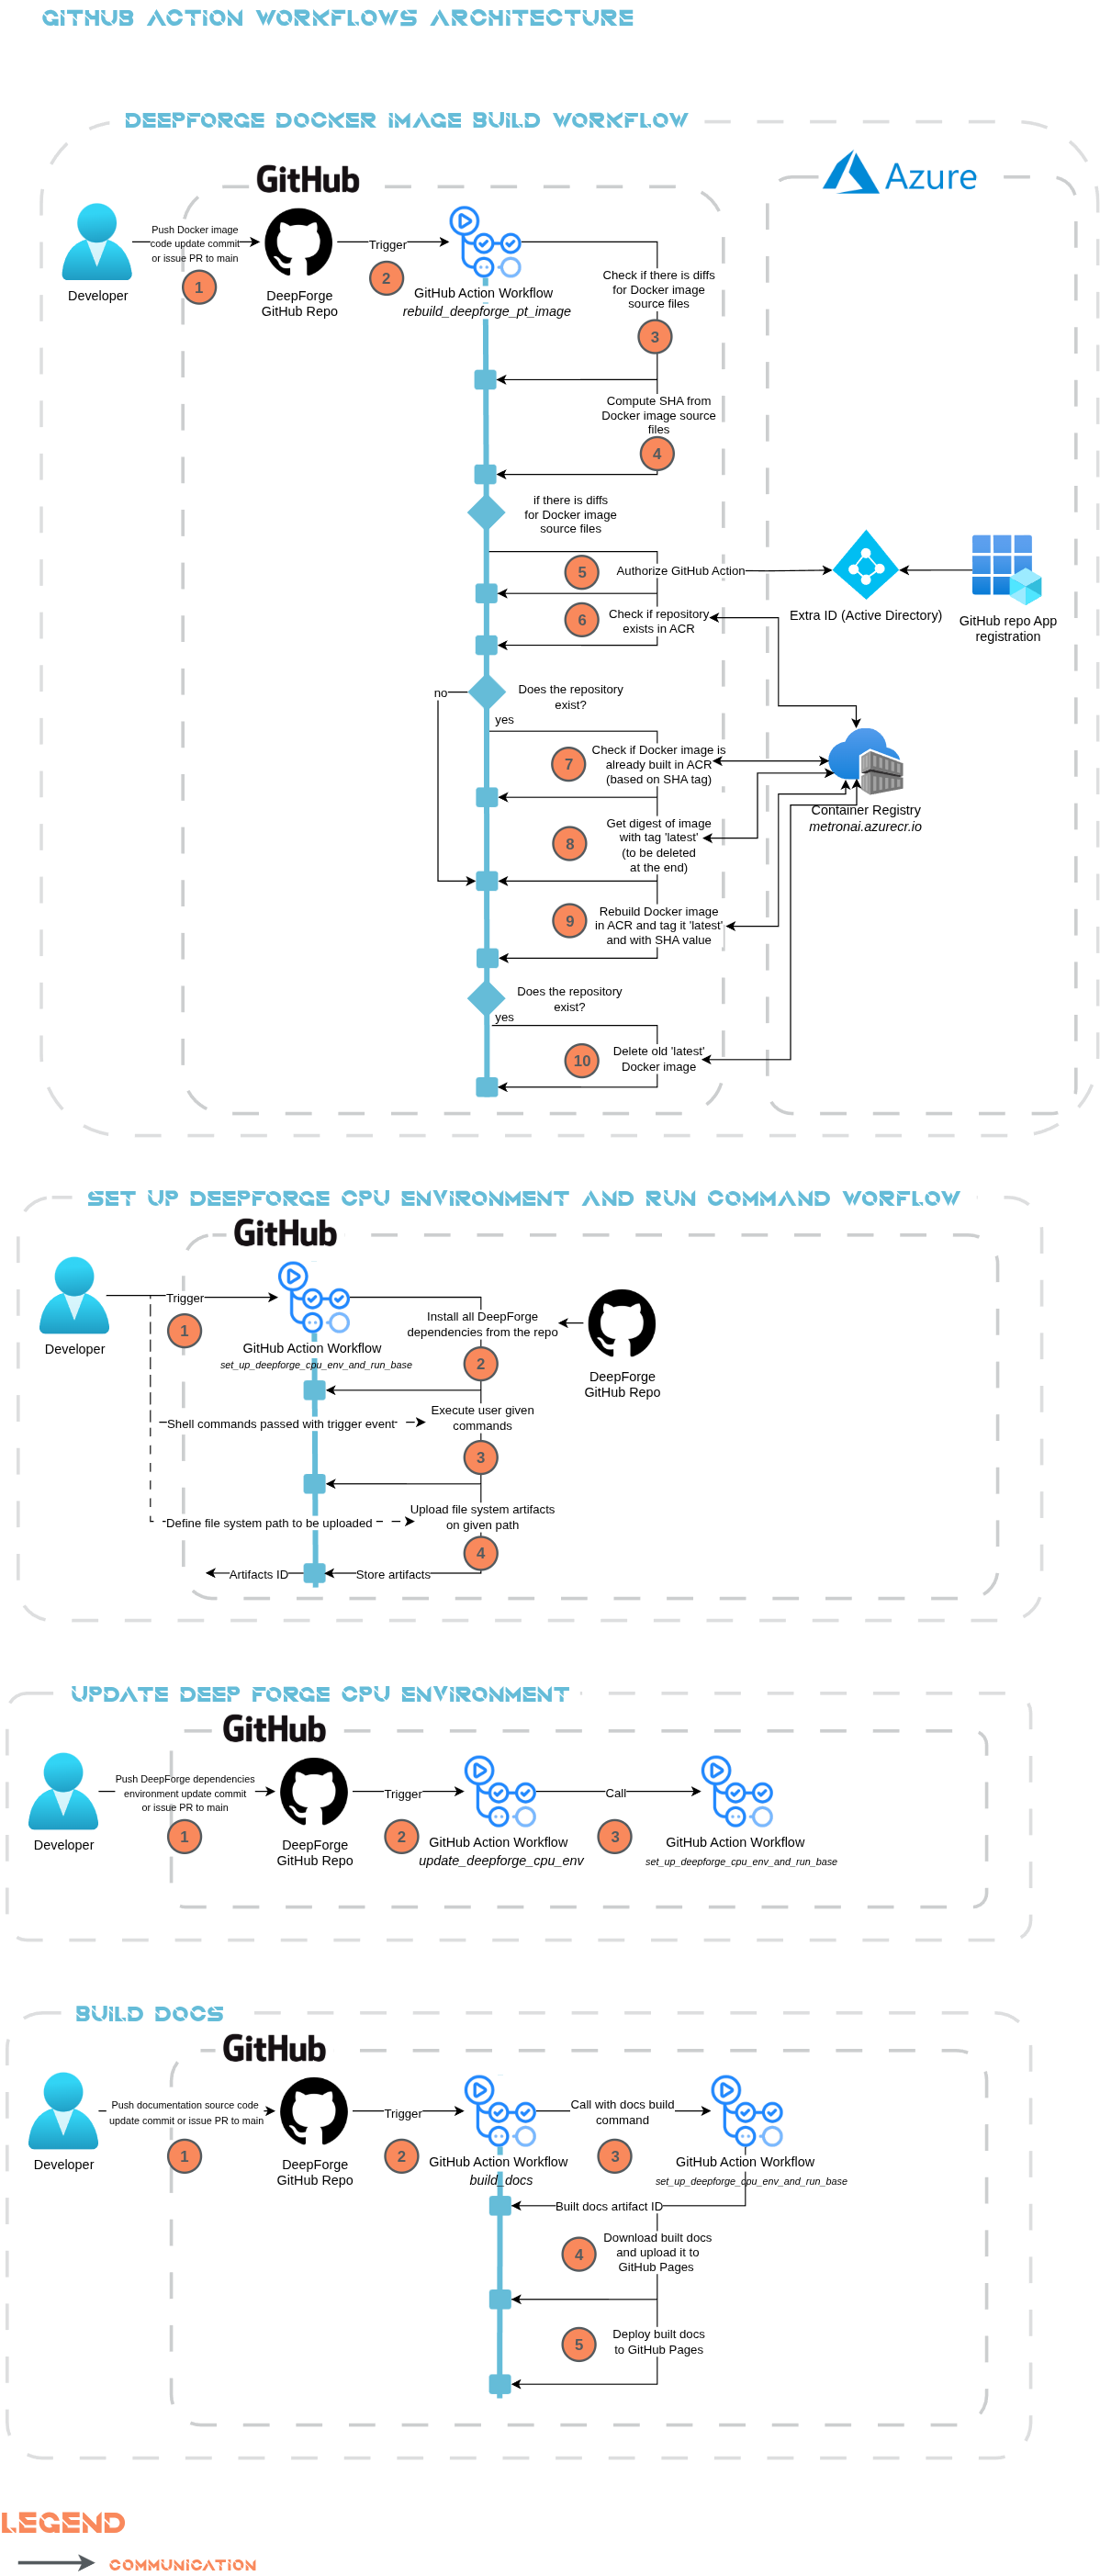 GITHUB ACTION WORKFLOWS ARCHITECTURE
DEEPFORGE DOCKER IMAGE BUILD WORKFLOW
GitHub
Azure
Push Docker image
code update commit
or issue PR to main
1
Developer
DeepForge
GitHub Repo
Trigger
2
GitHub Action Workflow
rebuild_deepforge_pt_image
Check if there is diffs
for Docker image
source files
3
Compute SHA from
Docker image source
files
4
if there is diffs
for Docker image
source files
5
Authorize GitHub Action
Extra ID (Active Directory)
GitHub repo App
registration
6
Check if repository
exists in ACR
no
Does the repository
exist?
yes
7
Check if Docker image is
already built in ACR
(based on SHA tag)
8
Get digest of image
with tag 'latest'
(to be deleted
at the end)
Container Registry
metronai.azurecr.io
9
Rebuild Docker image
in ACR and tag it 'latest'
and with SHA value
Does the repository
exist?
yes
10
Delete old 'latest'
Docker image
SET UP DEEPFORGE CPU ENVIRONMENT AND RUN COMMAND WORKFLOW
GitHub
Developer
Trigger
1
GitHub Action Workflow
set_up_deepforge_cpu_env_and_run_base
Install all DeepForge
dependencies from the repo
2
DeepForge
GitHub Repo
Shell commands passed with trigger event
Execute user given
commands
3
Define file system path to be uploaded
Upload file system artifacts
on given path
4
Artifacts ID
Store artifacts
UPDATE DEEP FORGE CPU ENVIRONMENT
GitHub
Push DeepForge dependencies
environment update commit
or issue PR to main
1
Developer
DeepForge
GitHub Repo
Trigger
2
GitHub Action Workflow
update_deepforge_cpu_env
Call
3
GitHub Action Workflow
set_up_deepforge_cpu_env_and_run_base
BUILD DOCS
GitHub
Push documentation source code
update commit or issue PR to main
1
Developer
DeepForge
GitHub Repo
Trigger
2
GitHub Action Workflow
build_docs
Call with docs build
command
3
GitHub Action Workflow
set_up_deepforge_cpu_env_and_run_base
Built docs artifact ID
4
Download built docs
and upload it to
GitHub Pages
5
Deploy built docs
to GitHub Pages
LEGEND
COMMUNICATION